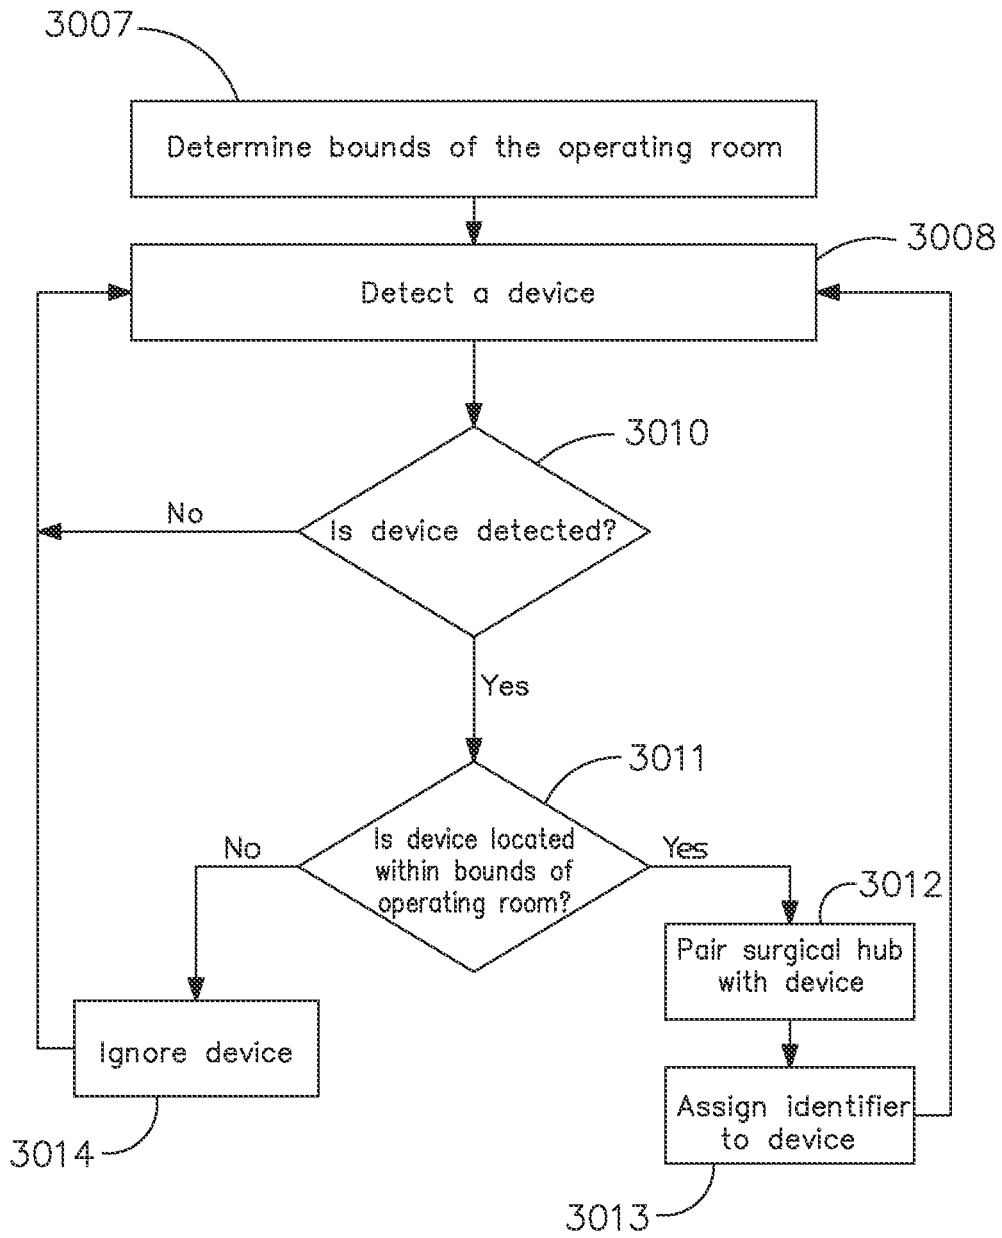 3007
Determine bounds of the operating room
3008
Detect a device
3010
Is device detected?
No
Yes
3011
Is device located
within bounds of
operating room?
No
Yes
3012
Pair surgical hub
with device
Ignore device
Assign identifier
to device
3014
3013